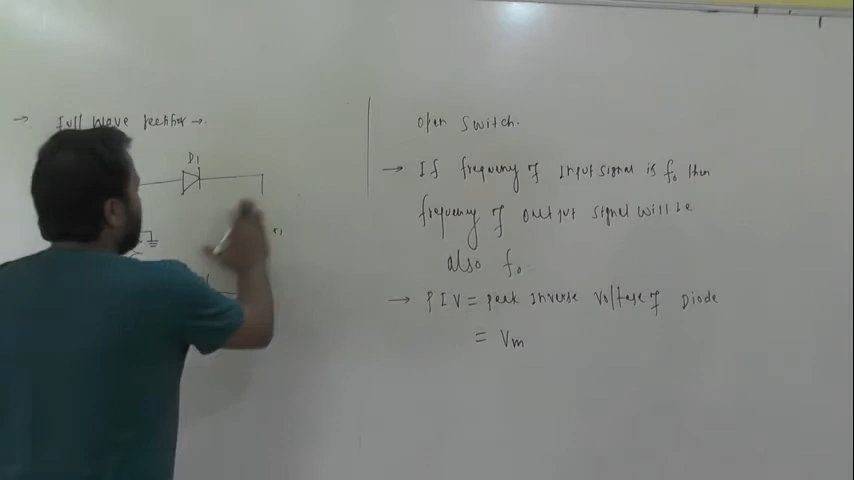 → Full wave rectifier →.
D1
open switch.
→ If frequency of input signal is f₀ then
frequency of output signal will be
also f₀.
→ PIV = peak inverse voltage of Diode
= Vm